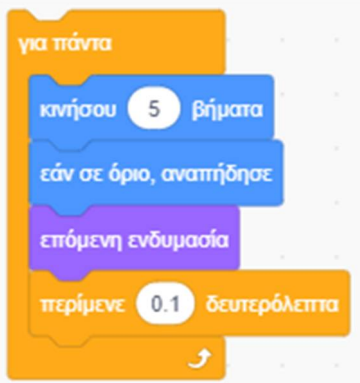 για πάντα
κινήσου 5 βήματα
εάν σε όριο, αναπήδησε
επόμενη ενδυμασία
περίμενε 0.1 δευτερόλεπτα